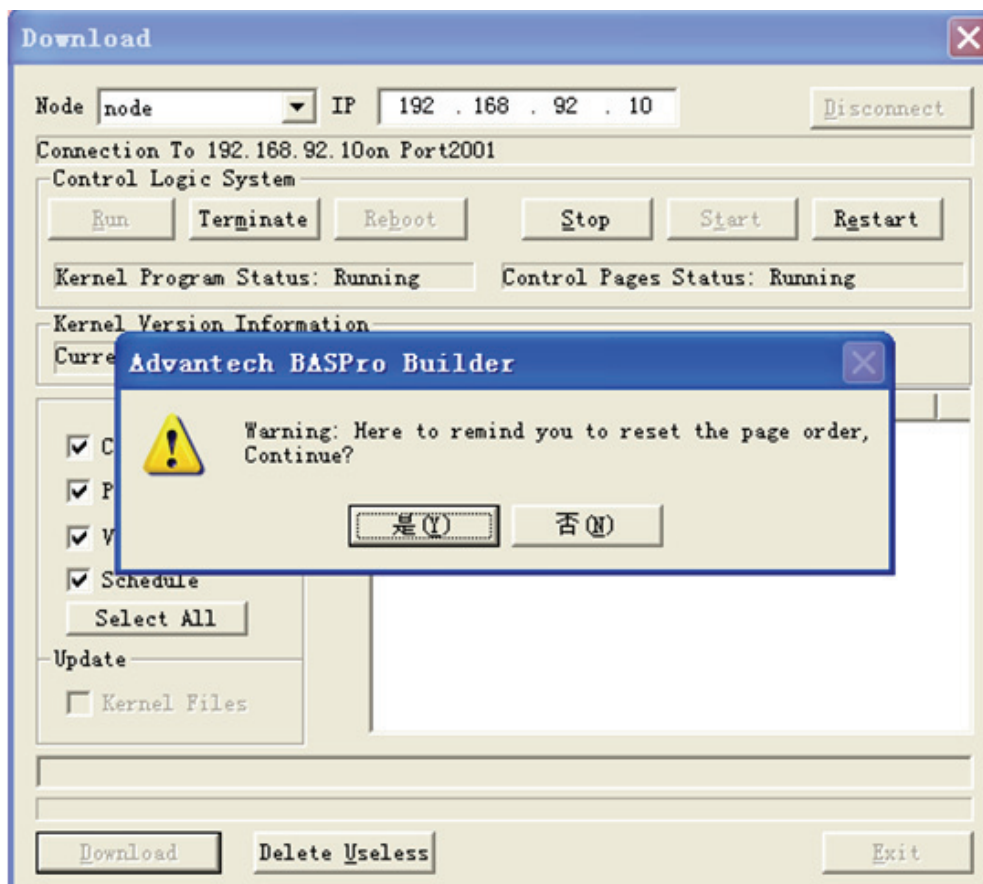 Download
Node node IP 192 . 168 . 92 . 10 Disconnect
Connection To 192.168.92.10on Port2001
Control Logic System
Run Terminate Reboot Stop Start Restart
Kernel Program Status: Running Control Pages Status: Running
Kernel Version Information
Curre
Advantech BASPro Builder
Warning: Here to remind you to reset the page order,
Continue?
是(Y) 否(N)
C
P
V
Schedule
Select All
Update
Kernel Files
Download Delete Useless Exit